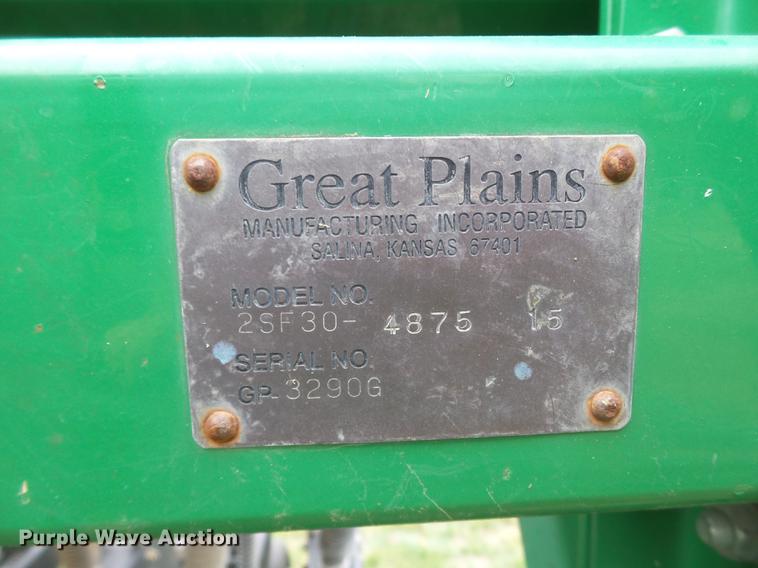 Great Plains
MANUFACTURING INCORPORATED
SALINA, KANSAS 67401
MODEL NO.
2SF30- 4875 15
SERIAL NO.
GP-3290G
Purple Wave Auction